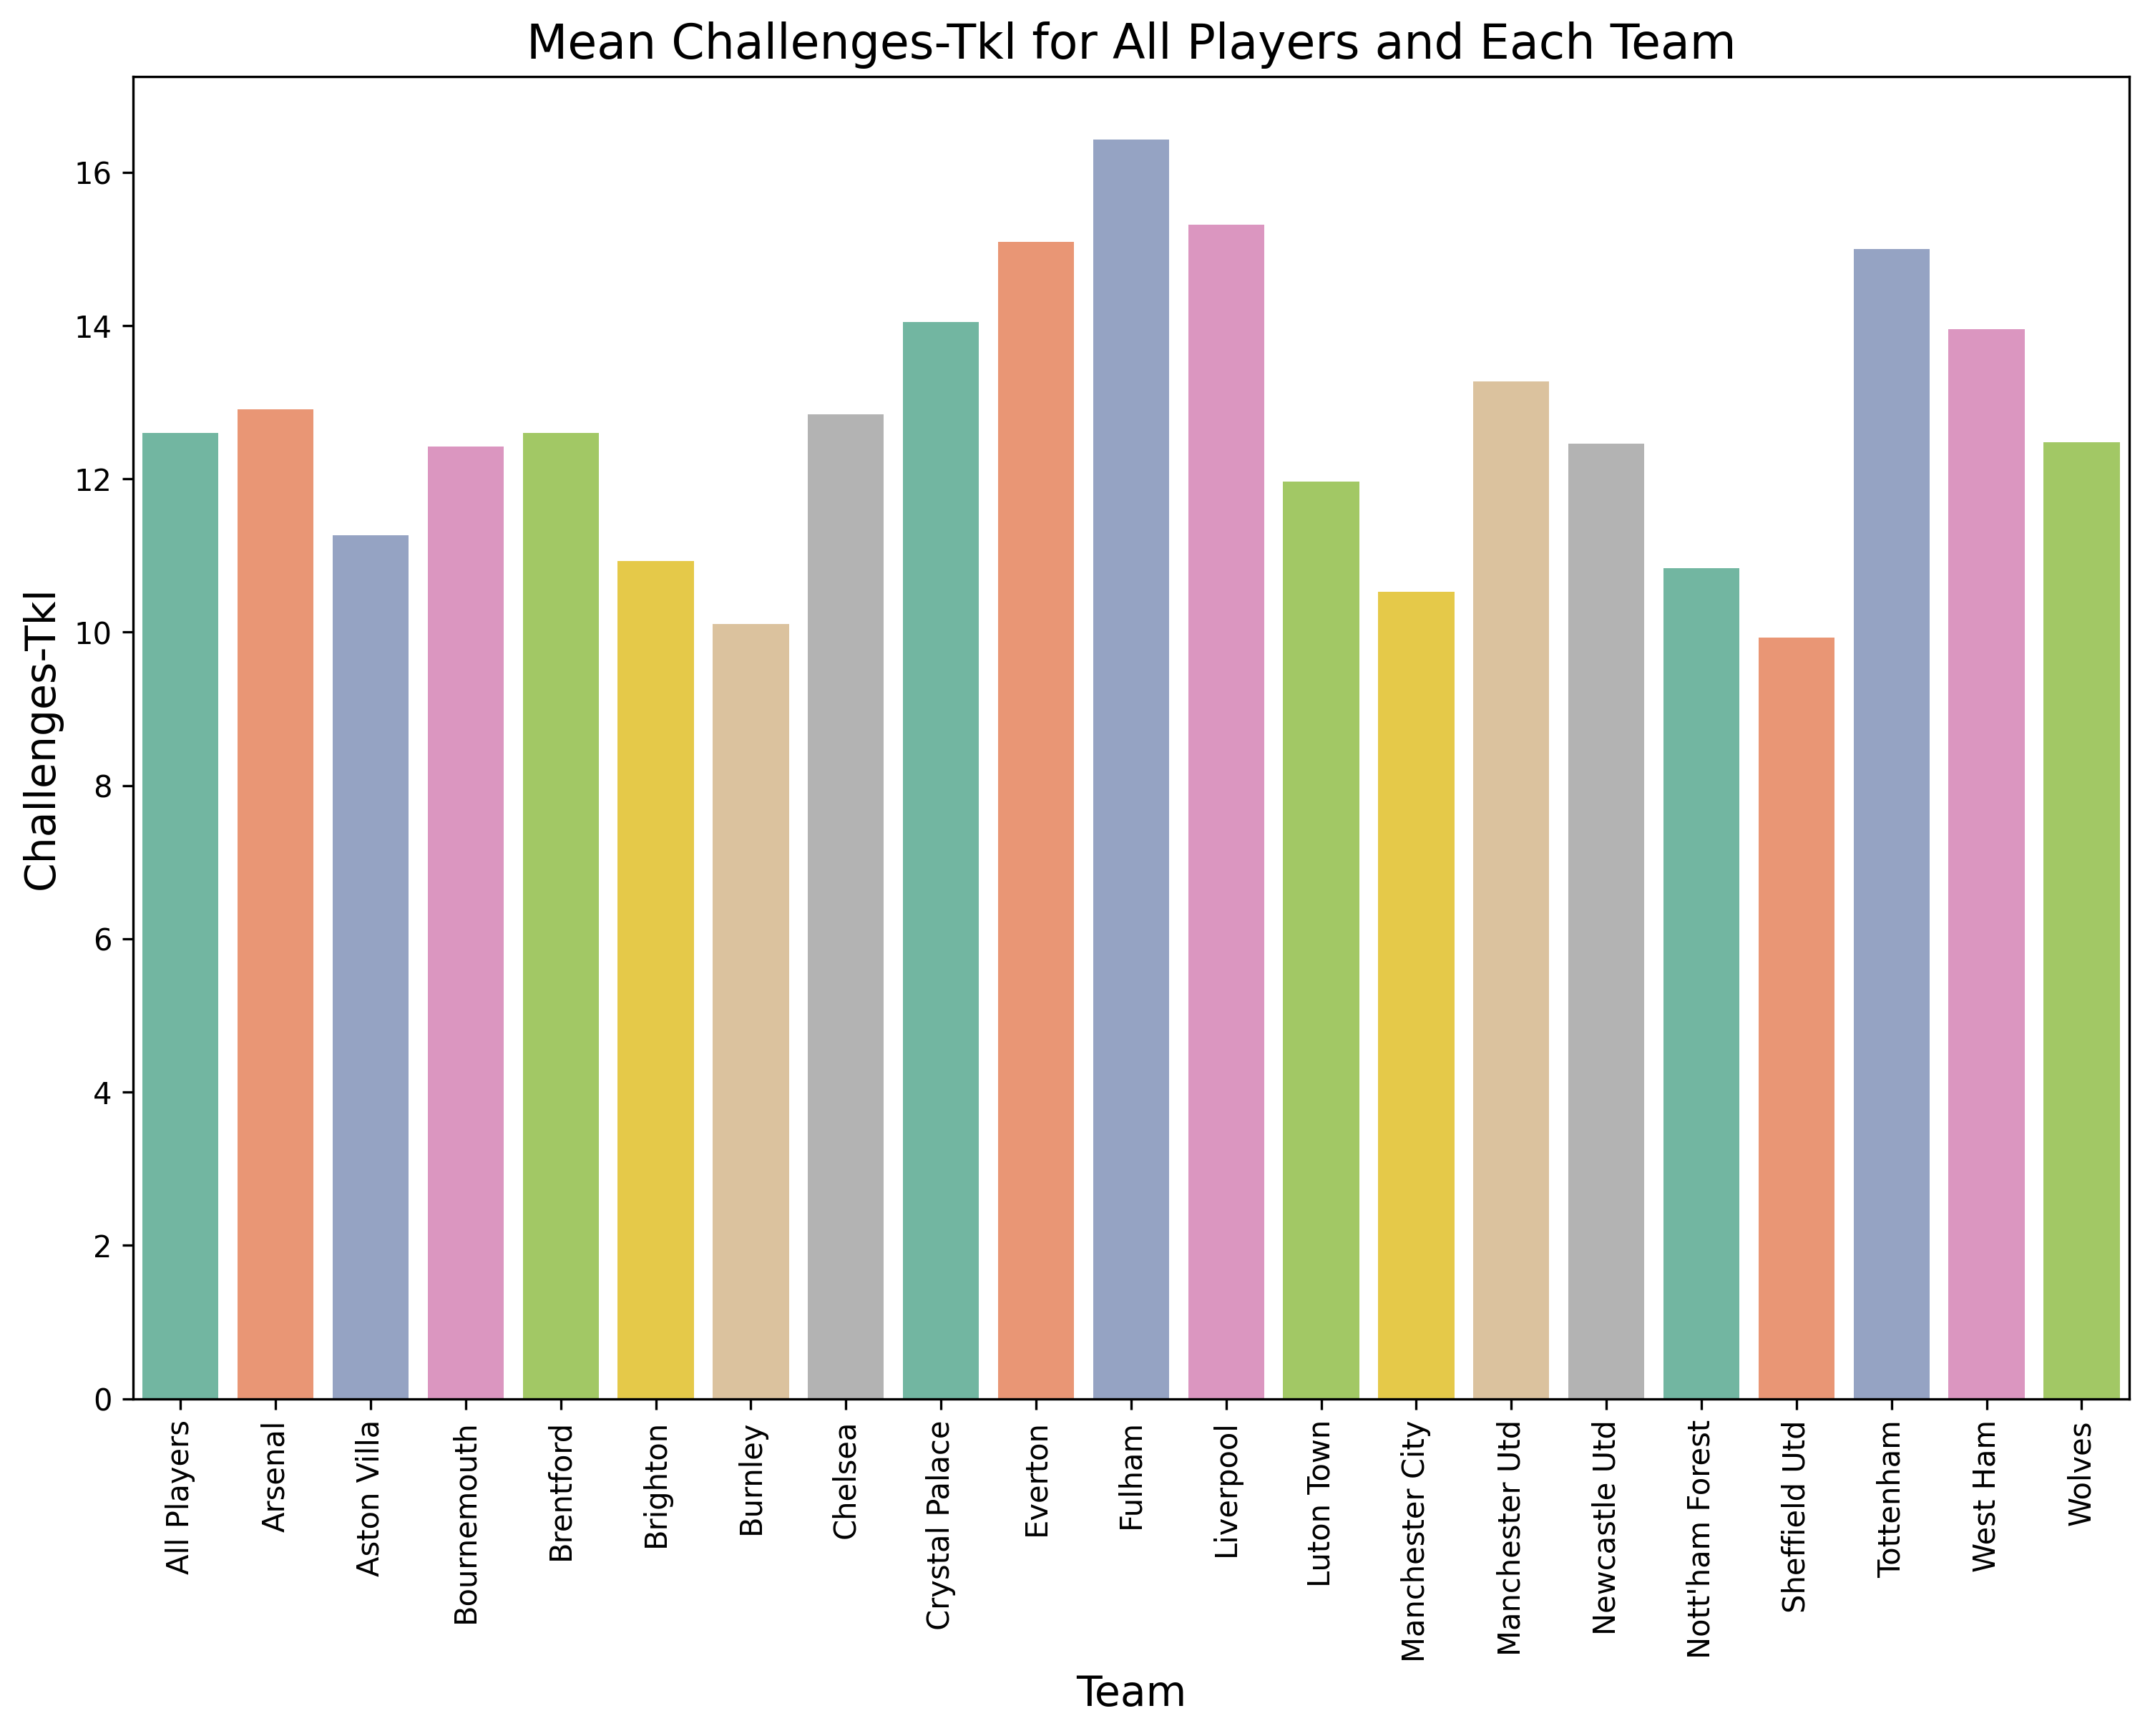 Mean Challenges-Tkl for All Players and Each Team
Challenges-Tkl
16
14
12
10
8
6
4
2
0
All Players
Arsenal
Aston Villa
Bournemouth
Brentford
Brighton
Burnley
Chelsea
Crystal Palace
Everton
Fulham
Liverpool
Luton Town
Manchester City
Manchester Utd
Newcastle Utd
Nott'ham Forest
Sheffield Utd
Tottenham
West Ham
Wolves
Team